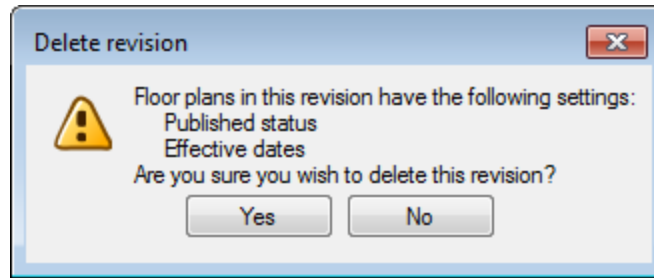 Delete revision
Floor plans in this revision have the following settings:
Published status
Effective dates
Are you sure you wish to delete this revision?
Yes No